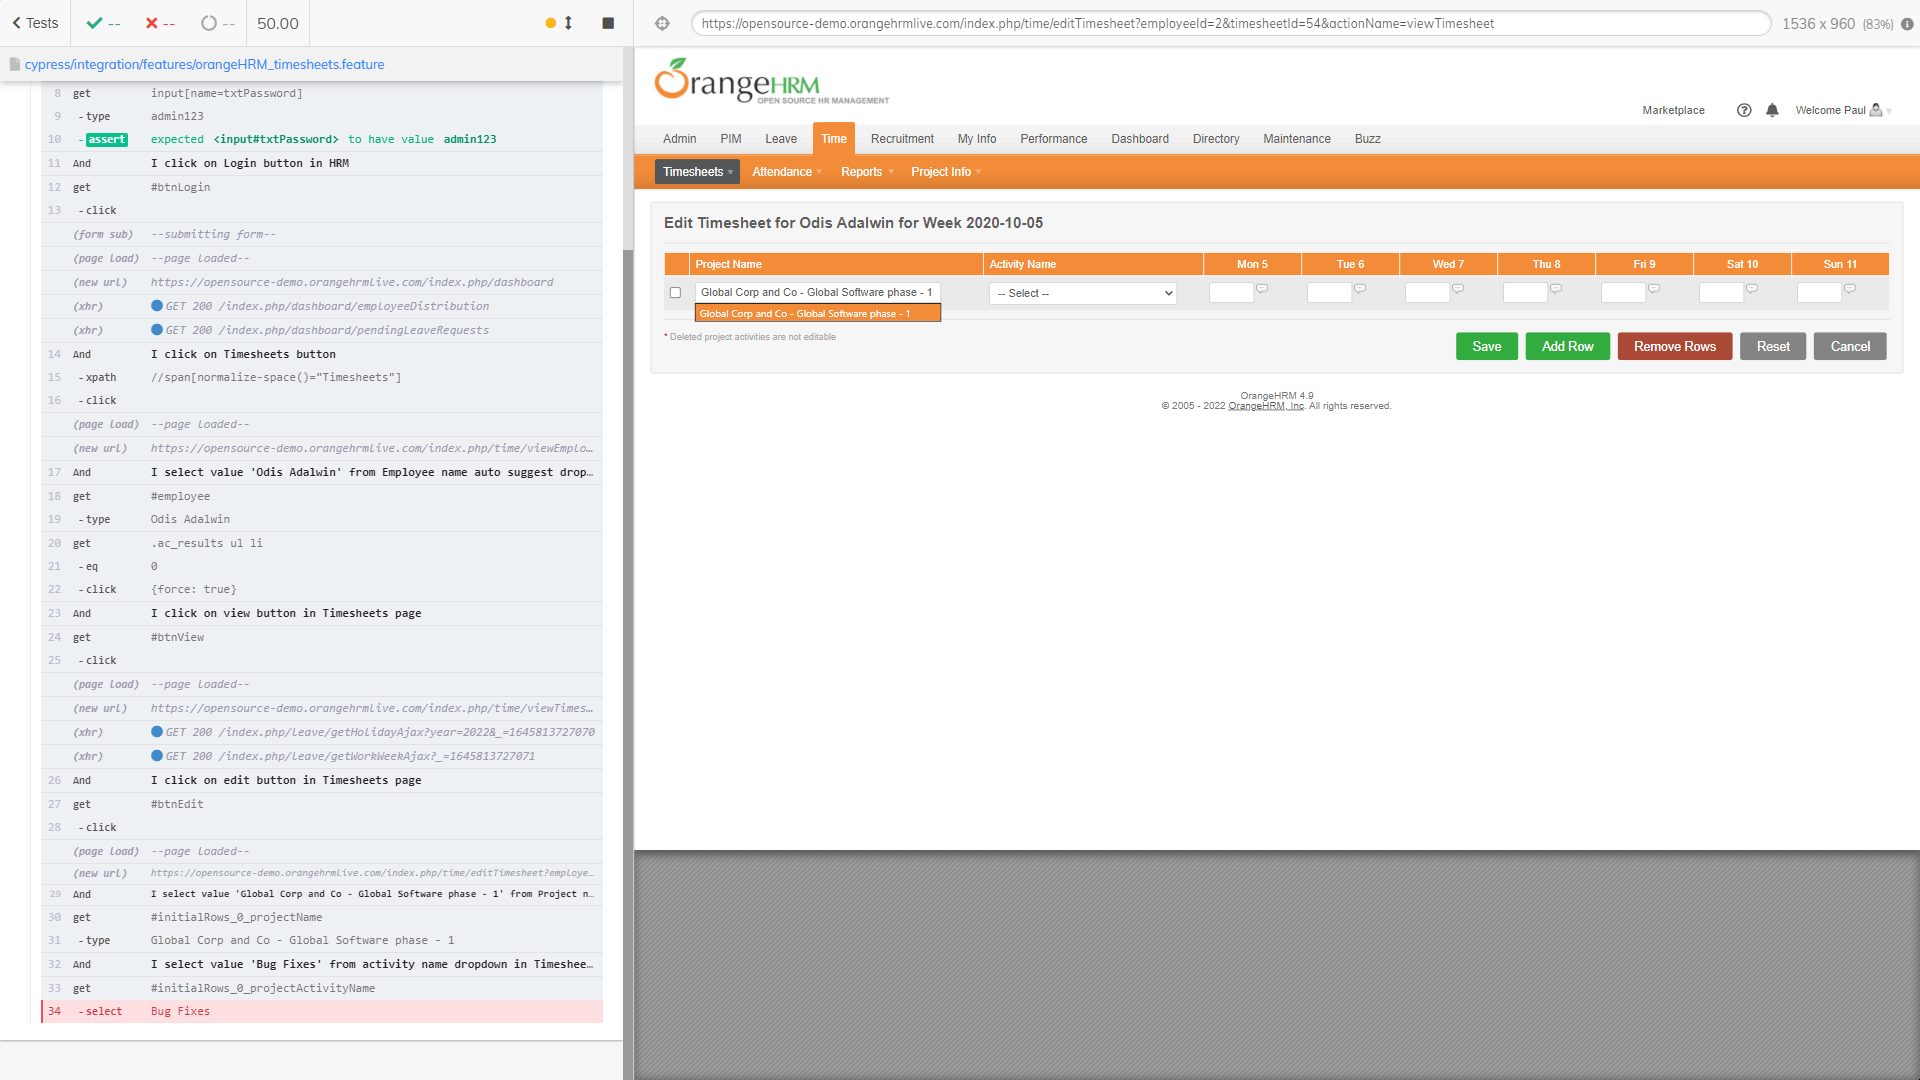 Tests
--
--
--
50.00
cypress/integration/features/orangeHRM_timesheets.feature
8 get input[name=txtPassword]
9 -type admin123
10 -assert expected <input#txtPassword> to have value admin123
11 And I click on Login button in HRM
12 get #btnLogin
13 -click
(form sub) --submitting form--
(page load) --page loaded--
(new url) https://opensource-demo.orangehrmlive.com/index.php/dashboard
(xhr) GET 200 /index.php/dashboard/employeeDistribution
(xhr) GET 200 /index.php/dashboard/pendingLeaveRequests
14 And I click on Timesheets button
15 -xpath //span[normalize-space()="Timesheets"]
16 -click
(page load) --page loaded--
(new url) https://opensource-demo.orangehrmlive.com/index.php/time/viewEmplo…
17 And I select value 'Odis Adalwin' from Employee name auto suggest drop…
18 get #employee
19 -type Odis Adalwin
20 get .ac_results ul li
21 -eq 0
22 -click {force: true}
23 And I click on view button in Timesheets page
24 get #btnView
25 -click
(page load) --page loaded--
(new url) https://opensource-demo.orangehrmlive.com/index.php/time/viewTimes…
(xhr) GET 200 /index.php/leave/getHolidayAjax?year=2022&_=1645813727070
(xhr) GET 200 /index.php/leave/getWorkWeekAjax?_=1645813727071
26 And I click on edit button in Timesheets page
27 get #btnEdit
28 -click
(page load) --page loaded--
(new url) https://opensource-demo.orangehrmlive.com/index.php/time/editTimesheet?employe…
29 And I select value 'Global Corp and Co - Global Software phase - 1' from Project n…
30 get #initialRows_0_projectName
31 -type Global Corp and Co - Global Software phase - 1
32 And I select value 'Bug Fixes' from activity name dropdown in Timeshee…
33 get #initialRows_0_projectActivityName
34 -select Bug Fixes
https://opensource-demo.orangehrmlive.com/index.php/time/editTimesheet?employeeId=2&timesheetId=54&actionName=viewTimesheet
1536 x 960 (83%)
OrangeHRM
OPEN SOURCE HR MANAGEMENT
Marketplace Welcome Paul
Admin PIM Leave Time Recruitment My Info Performance Dashboard Directory Maintenance Buzz
Timesheets Attendance Reports Project Info
Edit Timesheet for Odis Adalwin for Week 2020-10-05
Project Name Activity Name Mon 5 Tue 6 Wed 7 Thu 8 Fri 9 Sat 10 Sun 11
Global Corp and Co - Global Software phase - 1 -- Select --
Global Corp and Co - Global Software phase - 1
* Deleted project activities are not editable
Save Add Row Remove Rows Reset Cancel
OrangeHRM 4.9
© 2005 - 2022 OrangeHRM, Inc. All rights reserved.